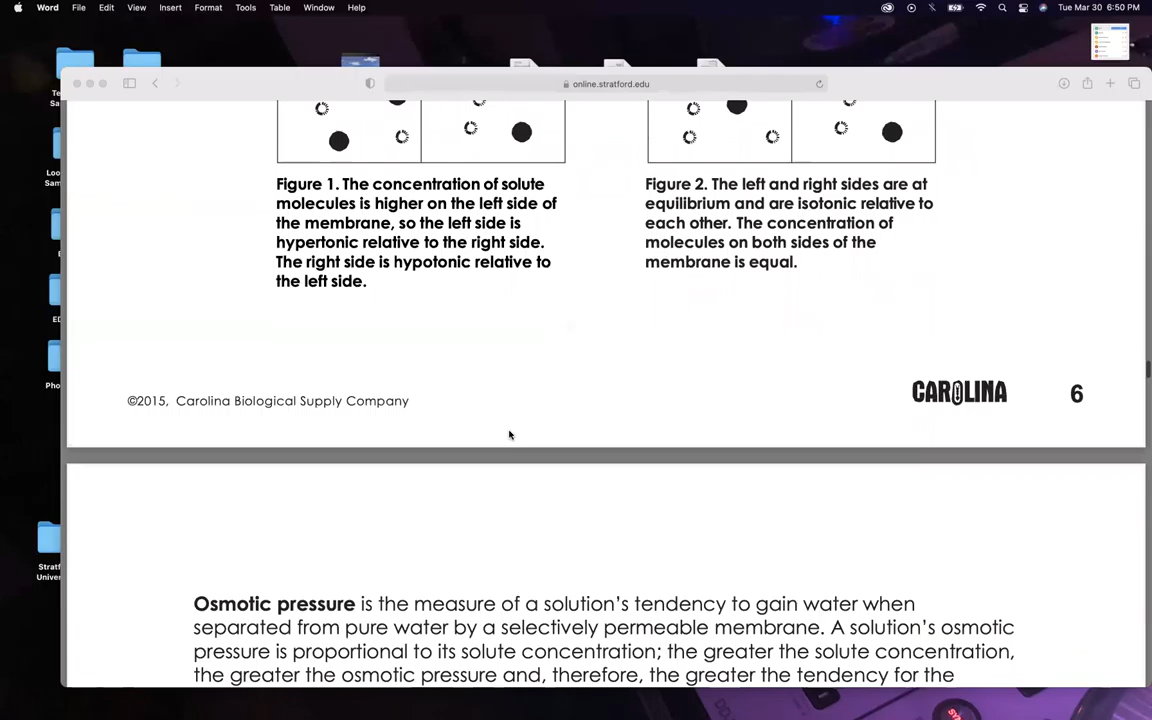 Word File Edit View Insert Format Tools Table Window Help Tue Mar 30 6:50 PM
online.stratford.edu
Figure 1. The concentration of solute
molecules is higher on the left side of
the membrane, so the left side is
hypertonic relative to the right side.
The right side is hypotonic relative to
the left side.
Figure 2. The left and right sides are at
equilibrium and are isotonic relative to
each other. The concentration of
molecules on both sides of the
membrane is equal.
©2015, Carolina Biological Supply Company
CAROLINA 6
Osmotic pressure is the measure of a solution’s tendency to gain water when
separated from pure water by a selectively permeable membrane. A solution’s osmotic
pressure is proportional to its solute concentration; the greater the solute concentration,
the greater the osmotic pressure and, therefore, the greater the tendency for the